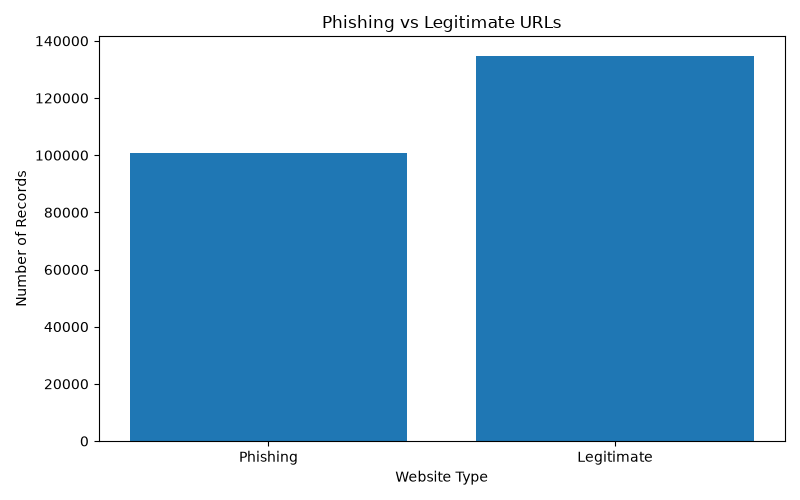 Phishing vs Legitimate URLs
140000
120000
100000
80000
60000
40000
20000
0
Number of Records
Phishing Legitimate
Website Type